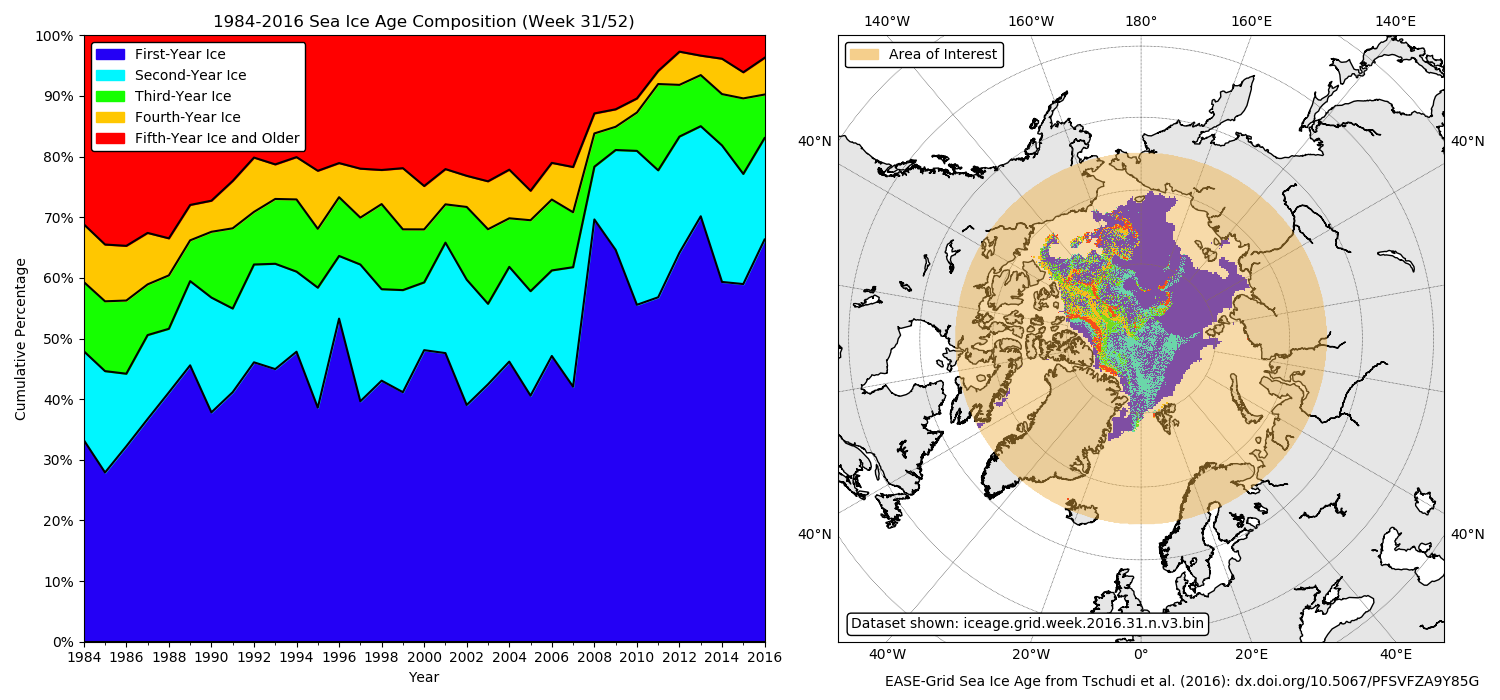 1984-2016 Sea Ice Age Composition (Week 31/52)
100%
90%
80%
70%
60%
50%
40%
30%
20%
10%
0%
Cumulative Percentage
First-Year Ice
Second-Year Ice
Third-Year Ice
Fourth-Year Ice
Fifth-Year Ice and Older
1984 1986 1988 1990 1992 1994 1996 1998 2000 2002 2004 2006 2008 2010 2012 2014 2016
Year
140°W 160°W 180° 160°E 140°E
Area of Interest
40°N 40°N
40°N 40°N
Dataset shown: iceage.grid.week.2016.31.n.v3.bin
40°W 20°W 0° 20°E 40°E
EASE-Grid Sea Ice Age from Tschudi et al. (2016): dx.doi.org/10.5067/PFSVFZA9Y85G